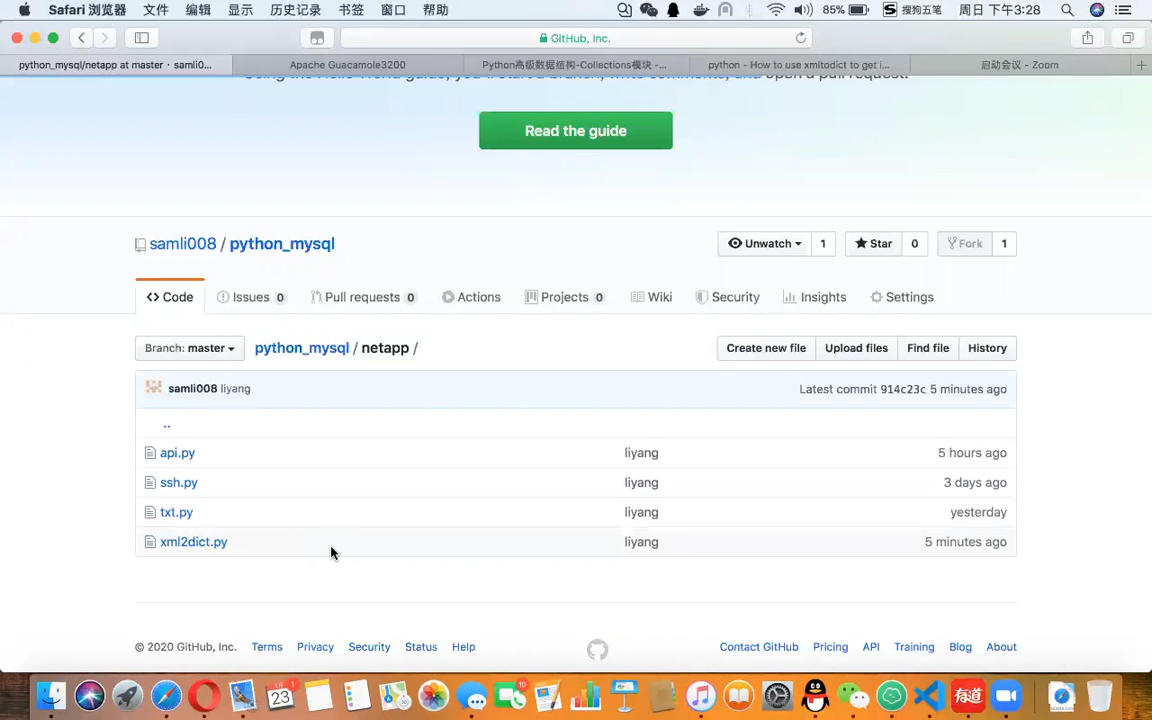 Safari 浏览器 文件 编辑 显示 历史记录 书签 窗口 帮助 85% 搜狗五笔 周日 下午3:28
GitHub, Inc.
python_mysql/netapp at master · samli0... Apache Guacamole3200 Python高级数据结构-Collections模块 -... python - How to use xmltodict to get i... 启动会议 - Zoom
Read the guide
samli008 / python_mysql Unwatch 1 Star 0 Fork 1
Code Issues 0 Pull requests 0 Actions Projects 0 Wiki Security Insights Settings
Branch: master python_mysql / netapp / Create new file Upload files Find file History
samli008 liyang Latest commit 914c23c 5 minutes ago
..
api.py liyang 5 hours ago
ssh.py liyang 3 days ago
txt.py liyang yesterday
xml2dict.py liyang 5 minutes ago
© 2020 GitHub, Inc. Terms Privacy Security Status Help Contact GitHub Pricing API Training Blog About
23 10 有道